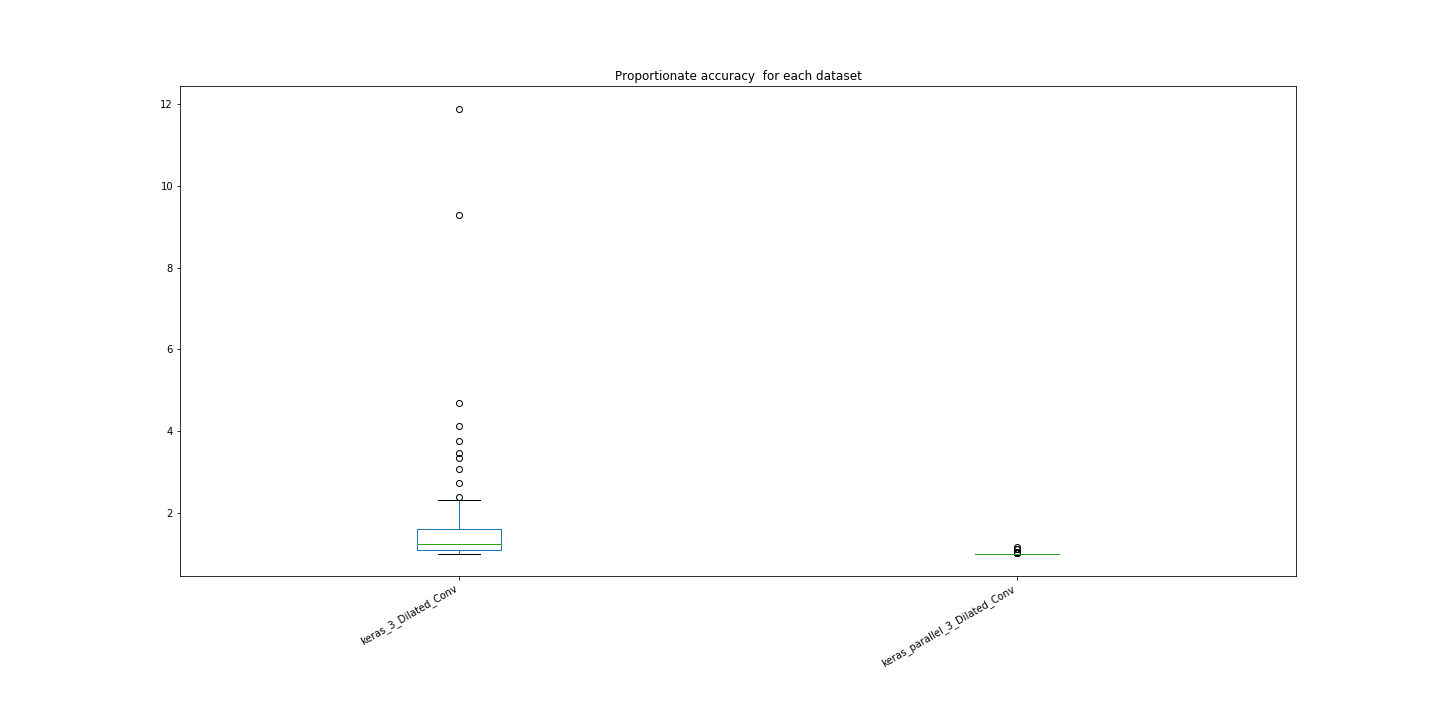 Proportionate accuracy  for each dataset
12
10
8
6
4
2
keras_3_Dilated_Conv
keras_parallel_3_Dilated_Conv